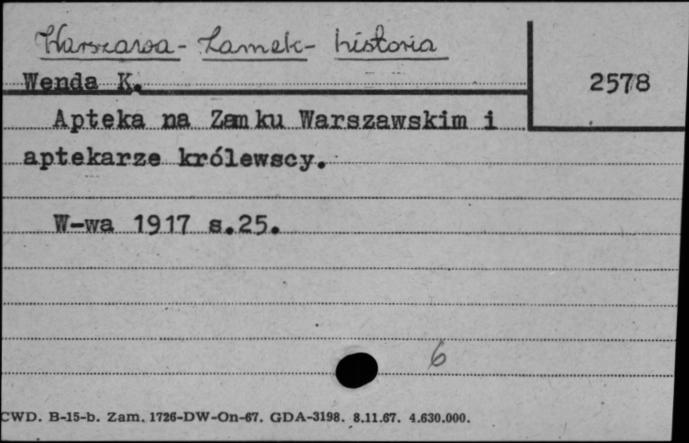 Warszawa - Zamek - historia
Wenda K.
2578
Apteka na Zamku Warszawskim i
aptekarze królewscy.
W-wa 1917 s.25.
6
CWD. B-15-b. Zam. 1726-DW-On-67. GDA-3198. 8.11.67. 4.630.000.